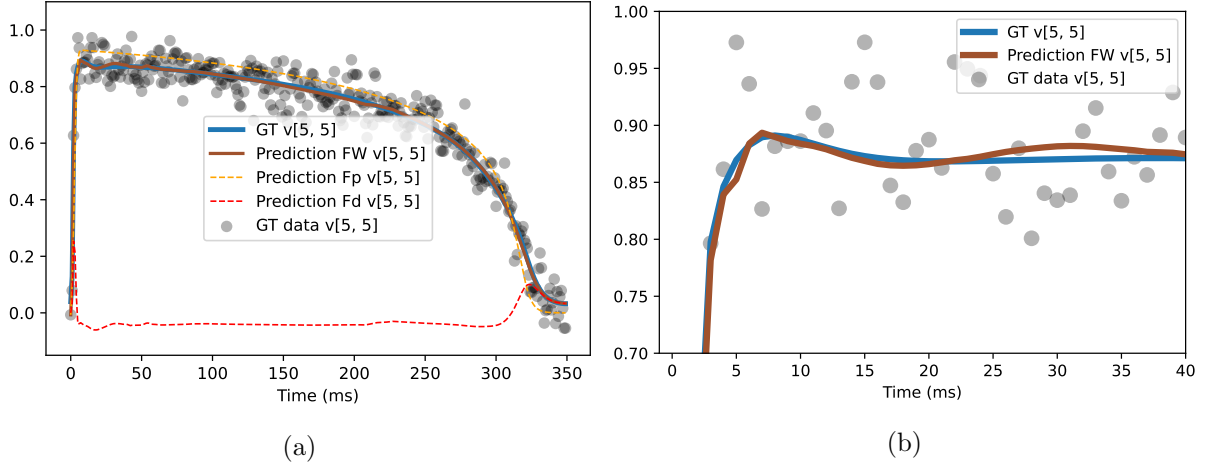 1.0
0.8
0.6
0.4
0.2
0.0
GT v[5, 5]
Prediction FW v[5, 5]
Prediction Fp v[5, 5]
Prediction Fd v[5, 5]
GT data v[5, 5]
0 50 100 150 200 250 300 350
Time (ms)
(a)
1.00
0.95
0.90
0.85
0.80
0.75
0.70
GT v[5, 5]
Prediction FW v[5, 5]
GT data v[5, 5]
0 5 10 15 20 25 30 35 40
Time (ms)
(b)